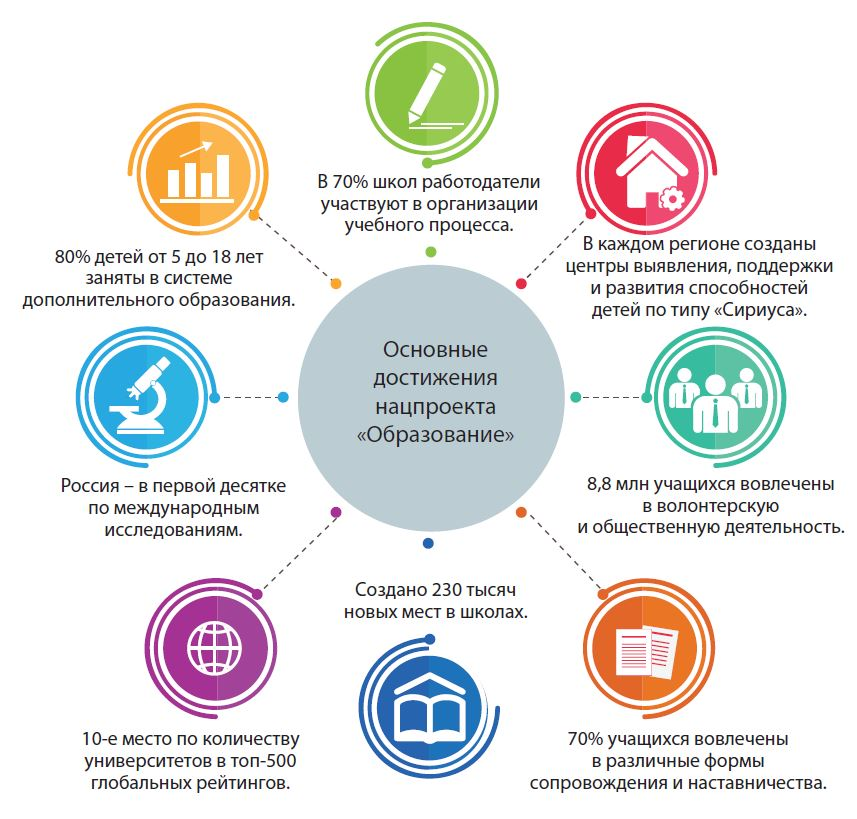 В 70% школ работодатели
участвуют в организации
учебного процесса.
80% детей от 5 до 18 лет
заняты в системе
дополнительного образования.
В каждом регионе созданы
центры выявления, поддержки
и развития способностей
детей по типу «Сириуса».
Основные
достижения
нацпроекта
«Образование»
Россия – в первой десятке
по международным
исследованиям.
8,8 млн учащихся вовлечены
в волонтерскую
и общественную деятельность.
Создано 230 тысяч
новых мест в школах.
10-е место по количеству
университетов в топ-500
глобальных рейтингов.
70% учащихся вовлечены
в различные формы
сопровождения и наставничества.